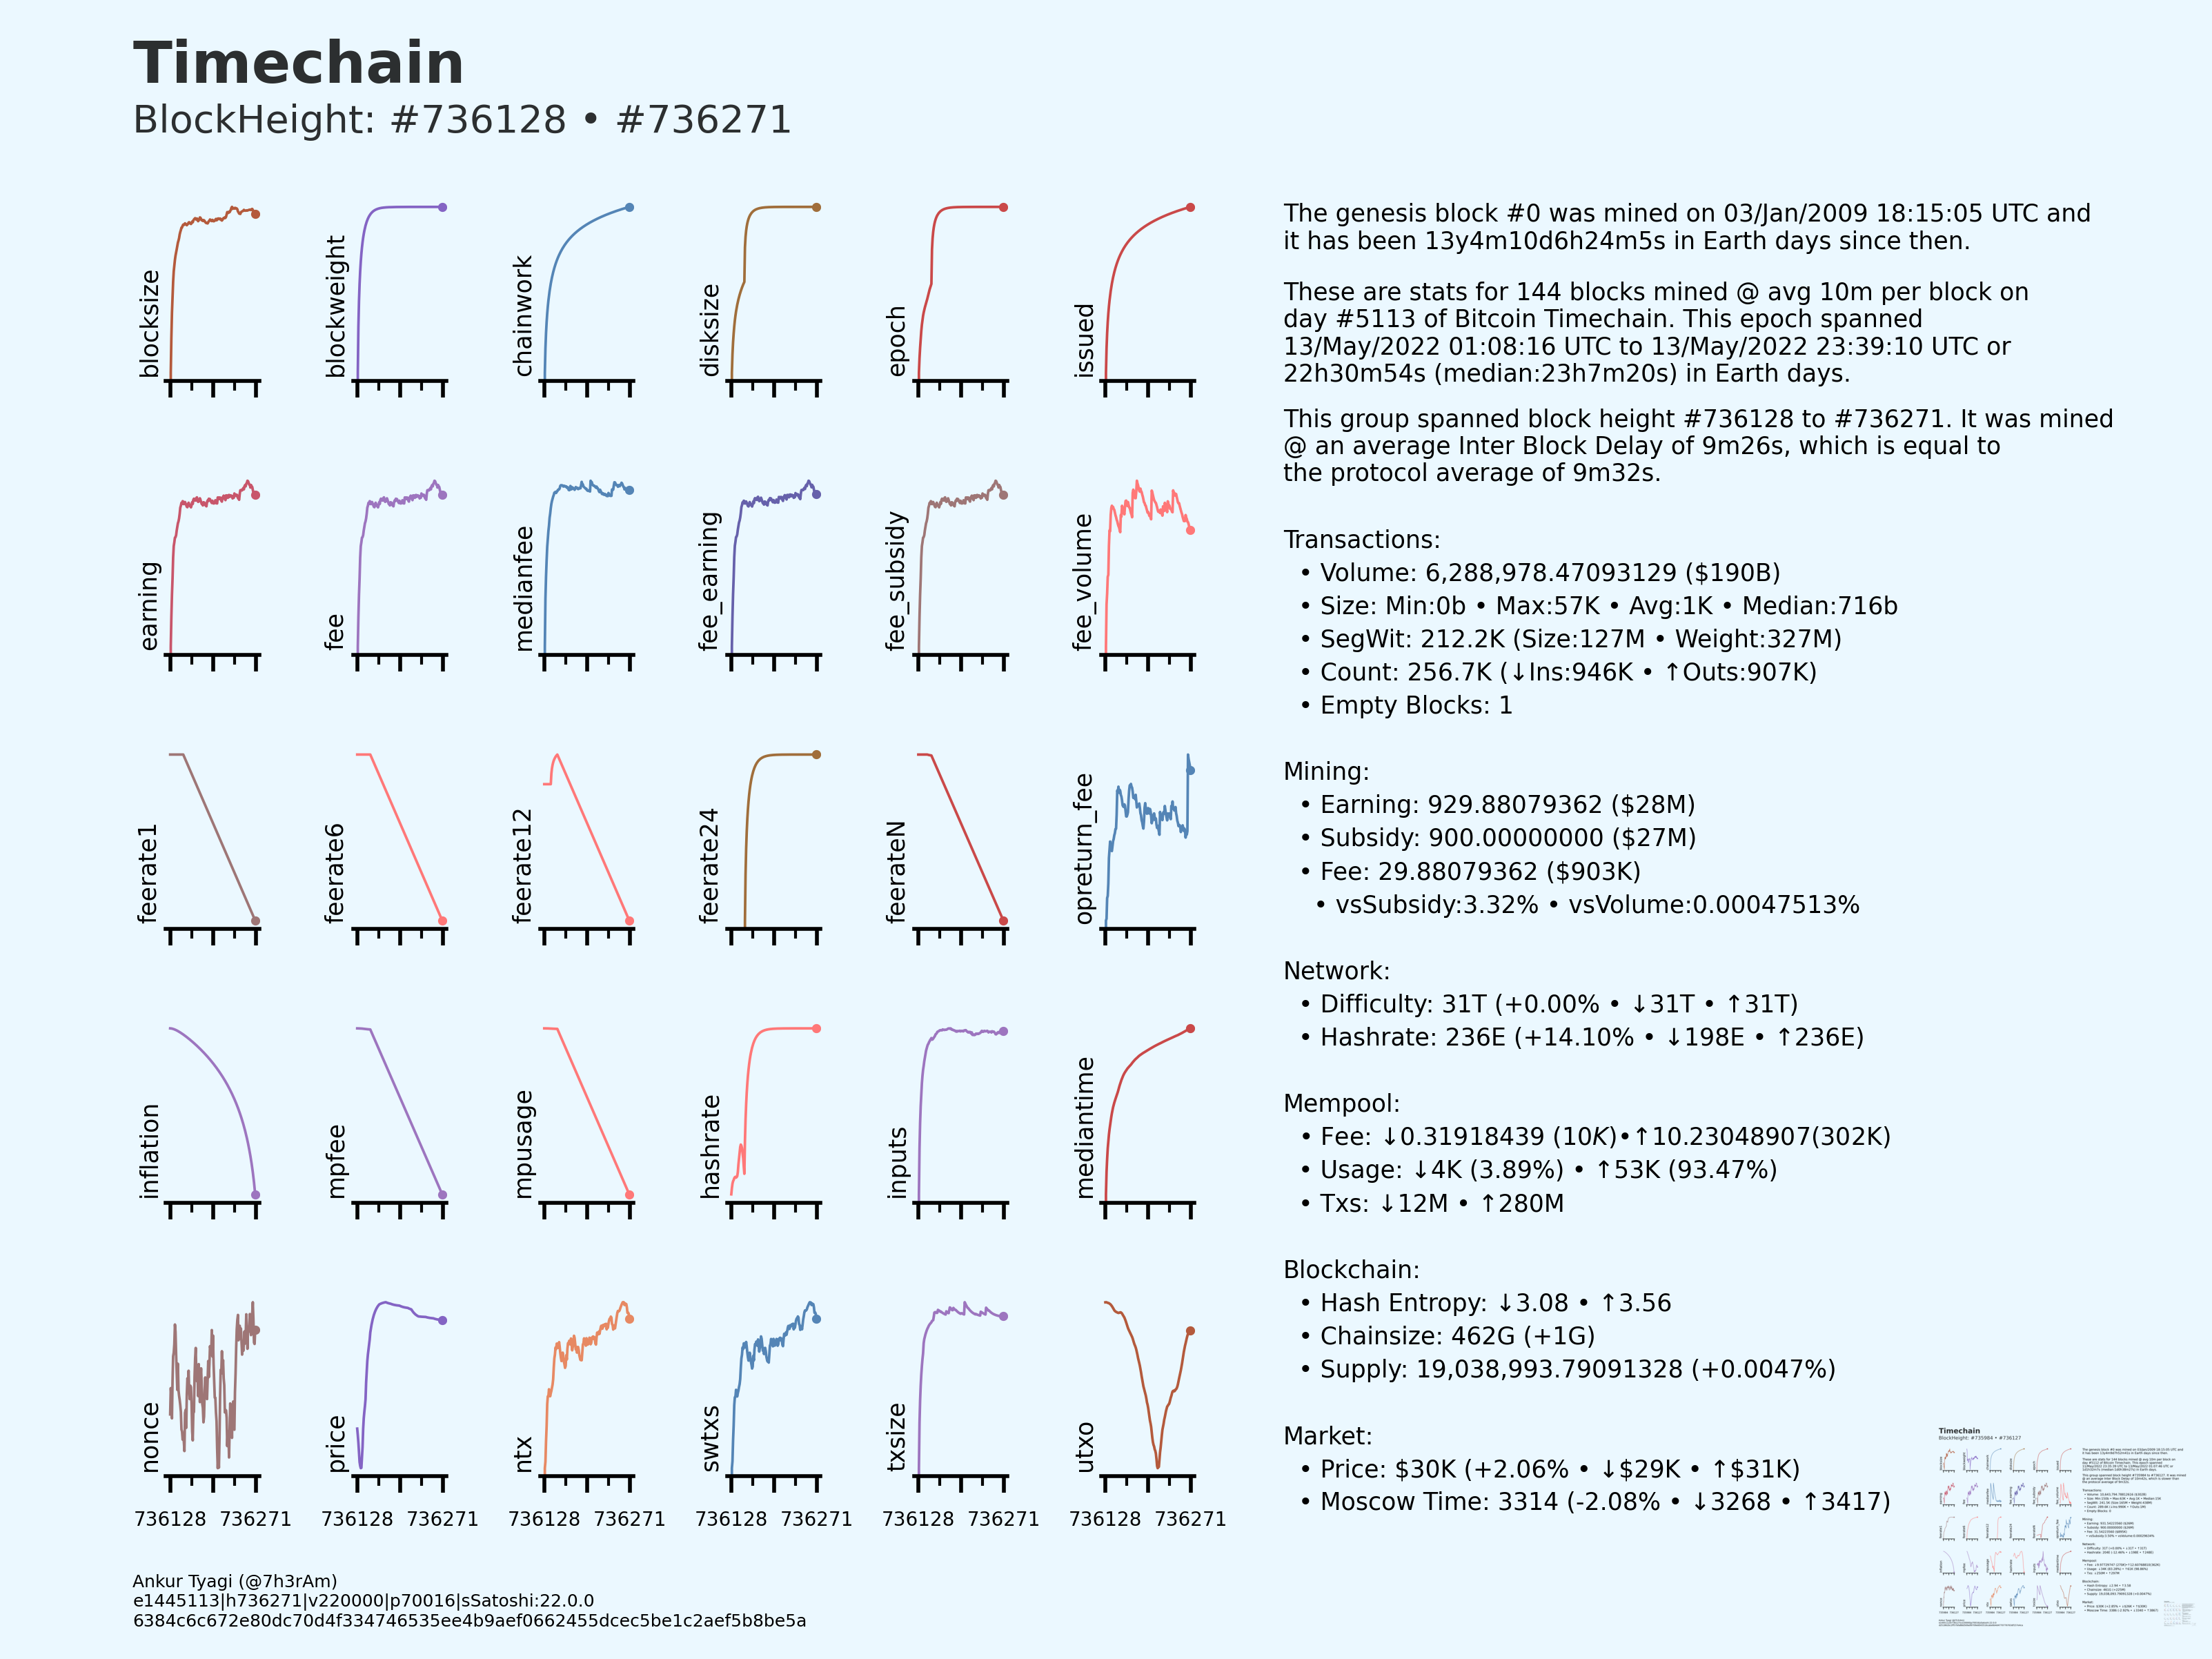 Timechain
BlockHeight: #736128 • #736271
blocksize
blockweight
chainwork
disksize
epoch
issued
earning
fee
medianfee
fee_earning
fee_subsidy
fee_volume
feerate1
feerate6
feerate12
feerate24
feerateN
opreturn_fee
inflation
mpfee
mpusage
hashrate
inputs
mediantime
nonce
price
ntx
swtxs
txsize
utxo
736128 736271 736128 736271 736128 736271 736128 736271 736128 736271 736128 736271
The genesis block #0 was mined on 03/Jan/2009 18:15:05 UTC and
it has been 13y4m10d6h24m5s in Earth days since then.
These are stats for 144 blocks mined @ avg 10m per block on
day #5113 of Bitcoin Timechain. This epoch spanned
13/May/2022 01:08:16 UTC to 13/May/2022 23:39:10 UTC or
22h30m54s (median:23h7m20s) in Earth days.
This group spanned block height #736128 to #736271. It was mined
@ an average Inter Block Delay of 9m26s, which is equal to
the protocol average of 9m32s.
Transactions:
• Volume: 6,288,978.47093129 ($190B)
• Size: Min:0b • Max:57K • Avg:1K • Median:716b
• SegWit: 212.2K (Size:127M • Weight:327M)
• Count: 256.7K (↓Ins:946K • ↑Outs:907K)
• Empty Blocks: 1
Mining:
• Earning: 929.88079362 ($28M)
• Subsidy: 900.00000000 ($27M)
• Fee: 29.88079362 ($903K)
• vsSubsidy:3.32% • vsVolume:0.00047513%
Network:
• Difficulty: 31T (+0.00% • ↓31T • ↑31T)
• Hashrate: 236E (+14.10% • ↓198E • ↑236E)
Mempool:
• Fee: ↓0.31918439 (10K)•↑10.23048907(302K)
• Usage: ↓4K (3.89%) • ↑53K (93.47%)
• Txs: ↓12M • ↑280M
Blockchain:
• Hash Entropy: ↓3.08 • ↑3.56
• Chainsize: 462G (+1G)
• Supply: 19,038,993.79091328 (+0.0047%)
Market:
• Price: $30K (+2.06% • ↓$29K • ↑$31K)
• Moscow Time: 3314 (-2.08% • ↓3268 • ↑3417)
Ankur Tyagi (@7h3rAm)
e1445113|h736271|v220000|p70016|sSatoshi:22.0.0
6384c6c672e80dc70d4f334746535ee4b9aef0662455dcec5be1c2aef5b8be5a
Timechain
BlockHeight: #735984 • #736127